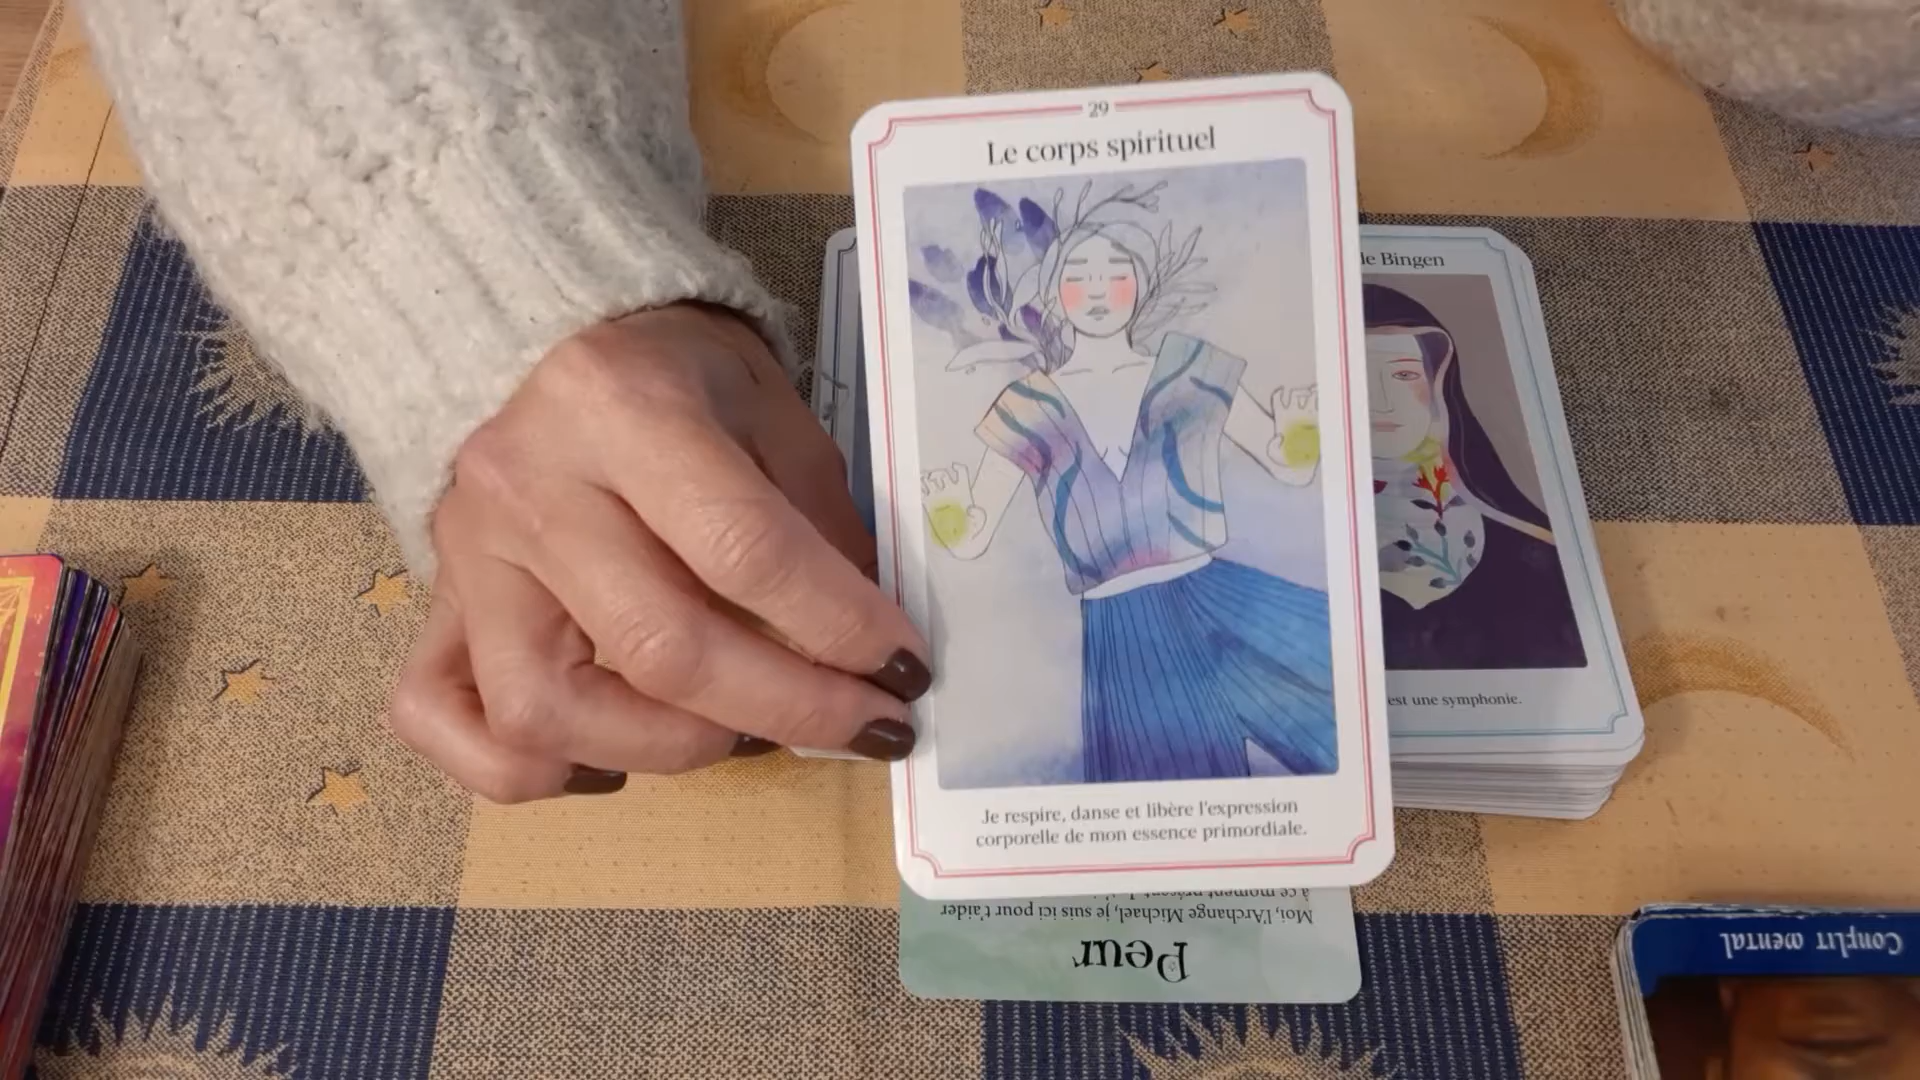 29
Le corps spirituel
de Bingen
est une symphonie.
Je respire, danse et libère l'expression
corporelle de mon essence primordiale.
Peur
Moi, l'Archange Michael, je suis ici pour t'aider
à ce moment présent
Conflit mental